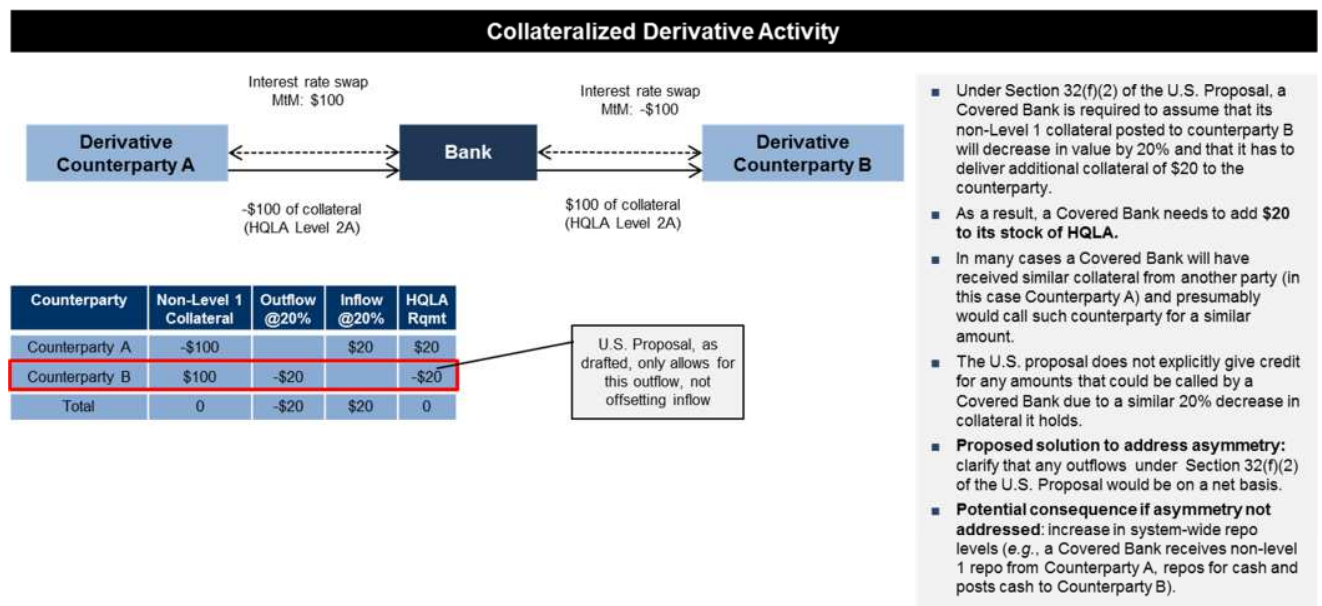 Collateralized Derivative Activity
Interest rate swap
MtM: $100
Interest rate swap
MtM: -$100
Derivative
Counterparty A
Bank
Derivative
Counterparty B
-$100 of collateral
(HQLA Level 2A)
$100 of collateral
(HQLA Level 2A)
Counterparty Non-Level 1 Outflow Inflow HQLA
Collateral @20% @20% Rqmt
Counterparty A -$100 $20 $20
Counterparty B $100 -$20 -$20
Total 0 -$20 $20 0
U.S. Proposal, as
drafted, only allows for
this outflow, not
offsetting inflow
■ Under Section 32(f)(2) of the U.S. Proposal, a
Covered Bank is required to assume that its
non-Level 1 collateral posted to counterparty B
will decrease in value by 20% and that it has to
deliver additional collateral of $20 to the
counterparty.
■ As a result, a Covered Bank needs to add $20
to its stock of HQLA.
■ In many cases a Covered Bank will have
received similar collateral from another party (in
this case Counterparty A) and presumably
would call such counterparty for a similar
amount.
■ The U.S. proposal does not explicitly give credit
for any amounts that could be called by a
Covered Bank due to a similar 20% decrease in
collateral it holds.
■ Proposed solution to address asymmetry:
clarify that any outflows under Section 32(f)(2)
of the U.S. Proposal would be on a net basis.
■ Potential consequence if asymmetry not
addressed: increase in system-wide repo
levels (e.g., a Covered Bank receives non-level
1 repo from Counterparty A, repos for cash and
posts cash to Counterparty B).